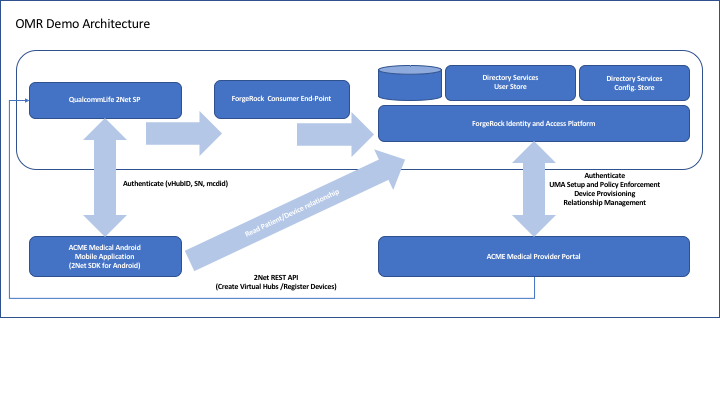 OMR Demo Architecture
QualcommLife 2Net SP
ForgeRock Consumer End-Point
Directory Services
User Store
Directory Services
Config. Store
ForgeRock Identity and Access Platform
Authenticate (vHubID, SN, mcdid)
Read Patient/Device relationship
Authenticate
UMA Setup and Policy Enforcement
Device Provisioning
Relationship Management
ACME Medical Android
Mobile Application
(2Net SDK for Android)
ACME Medical Provider Portal
2Net REST API
(Create Virtual Hubs /Register Devices)